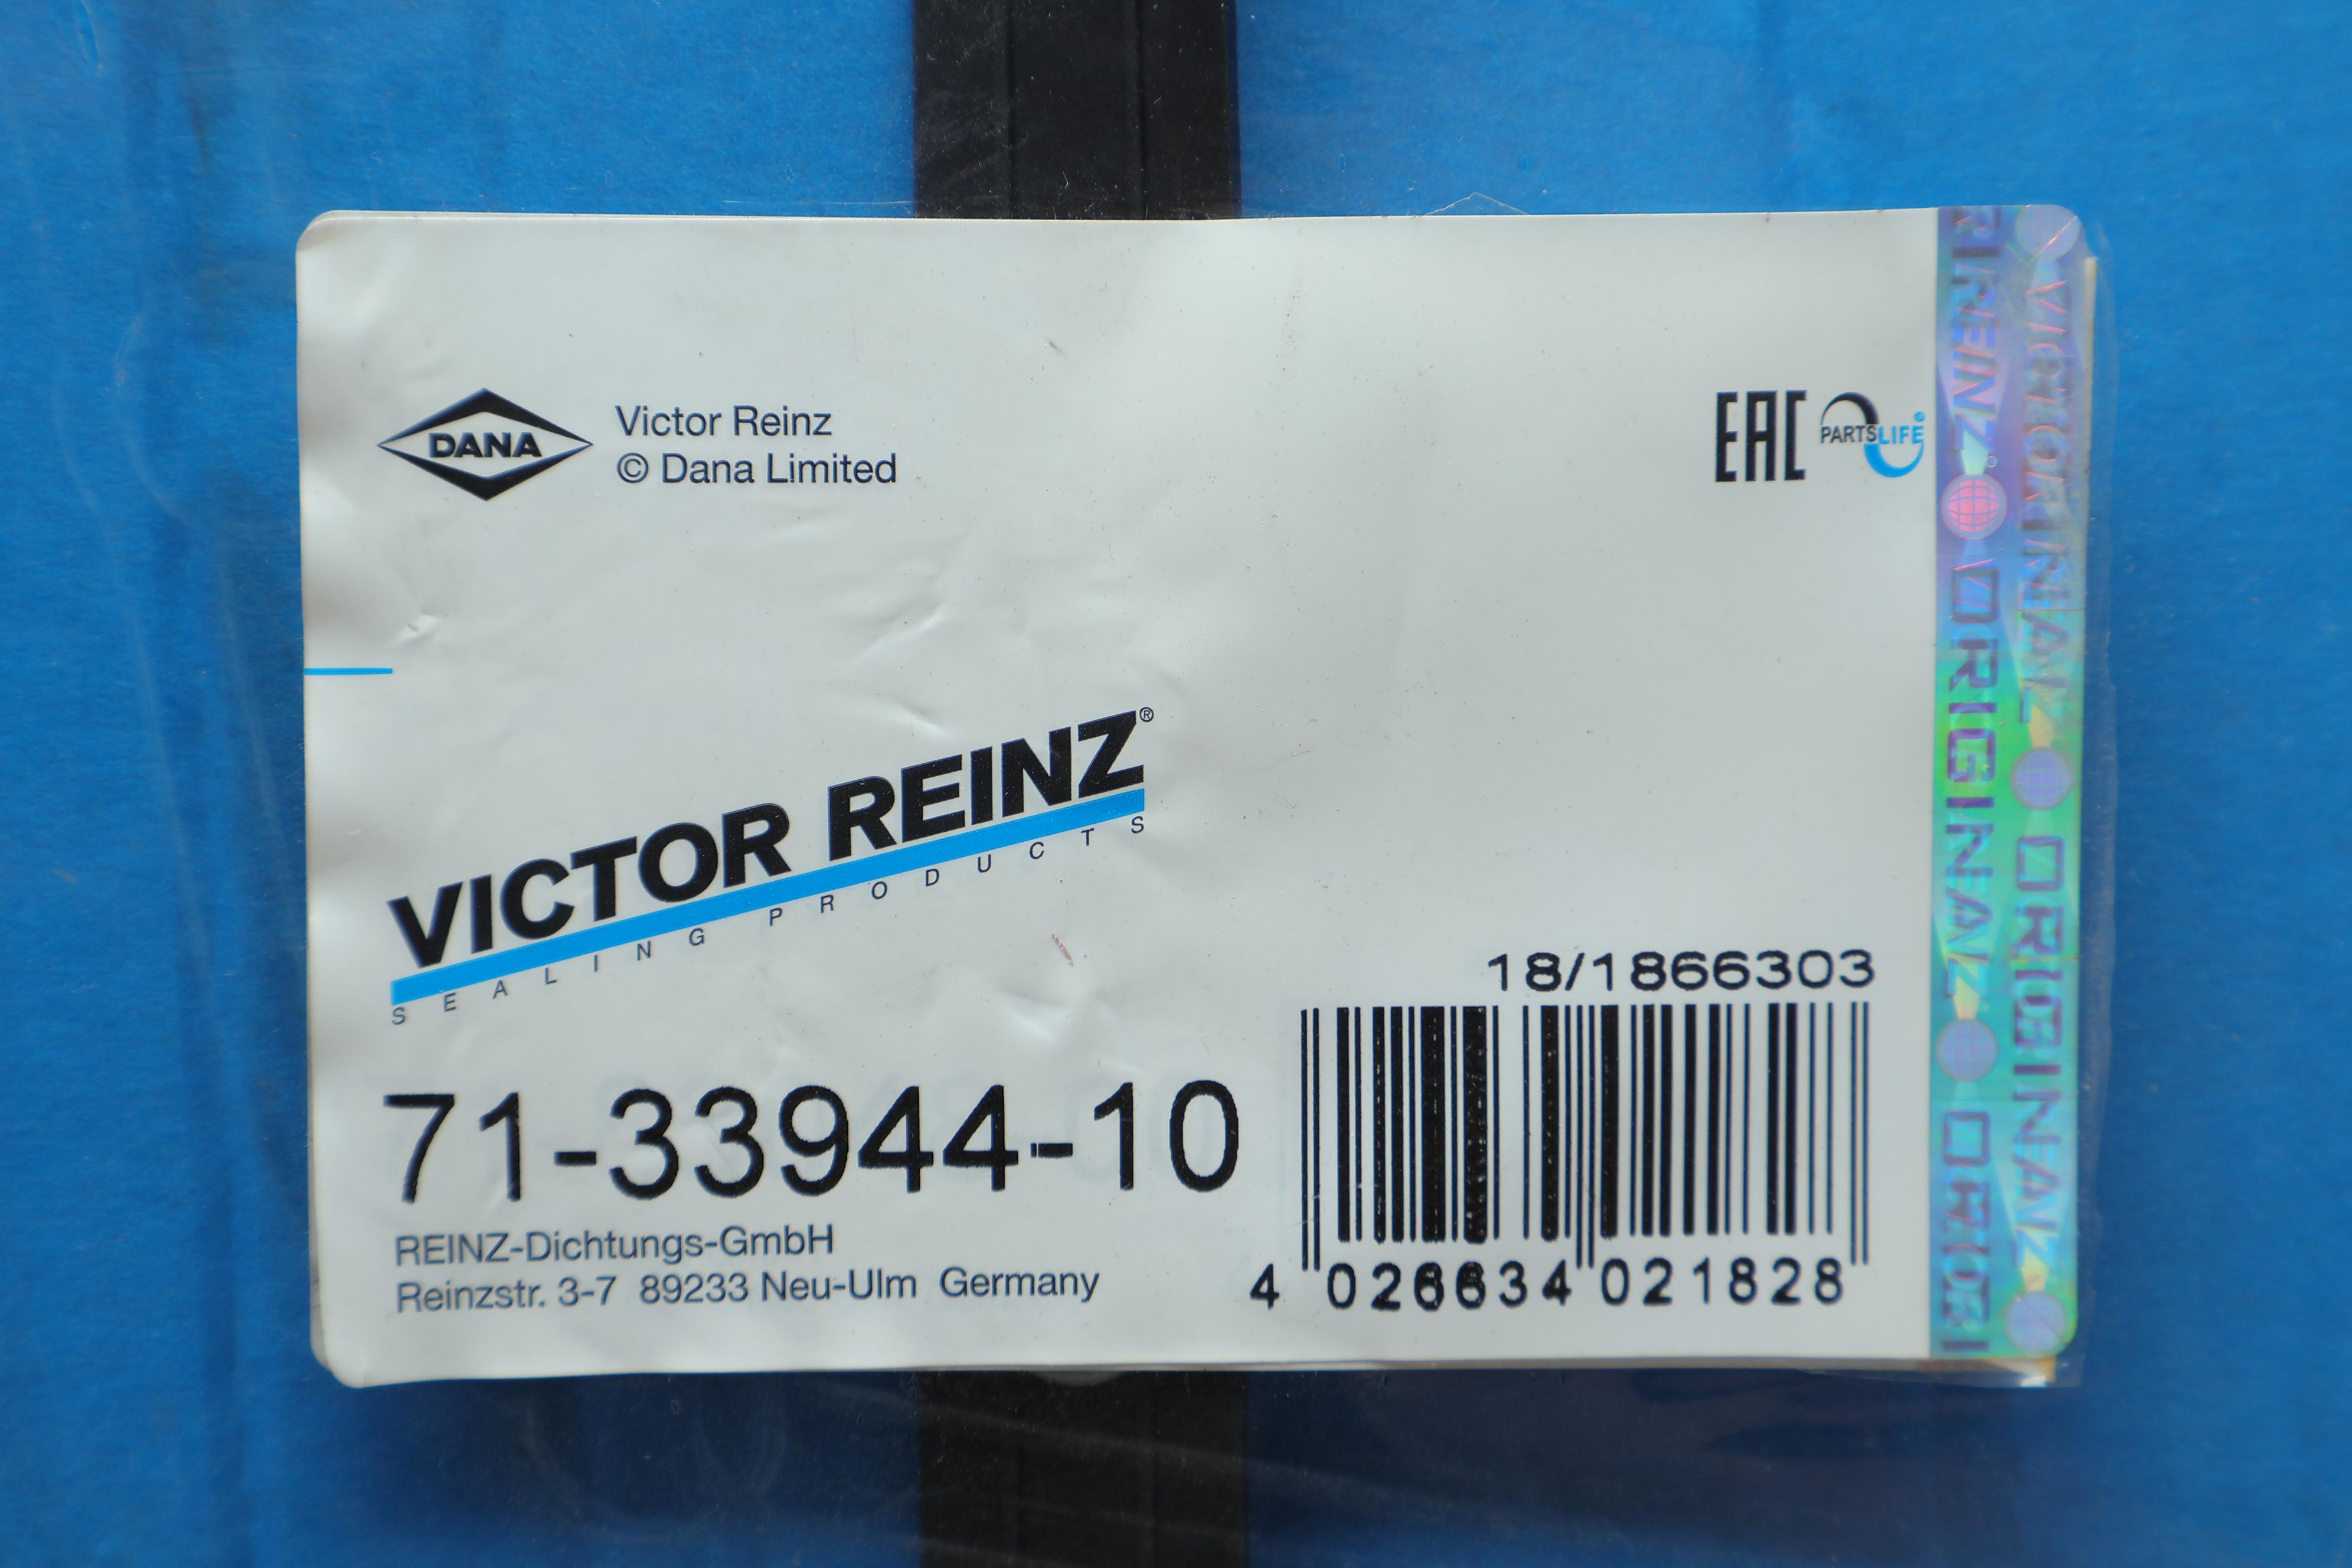 DANA
Victor Reinz
© Dana Limited
EAC
PARTSLIFE
VICTOR REINZ®
SEALING PRODUCTS
18/1866303
71-33944-10
REINZ-Dichtungs-GmbH
Reinzstr. 3-7 89233 Neu-Ulm Germany
4 026634 021828
ORIGINAL
ORIGINAL